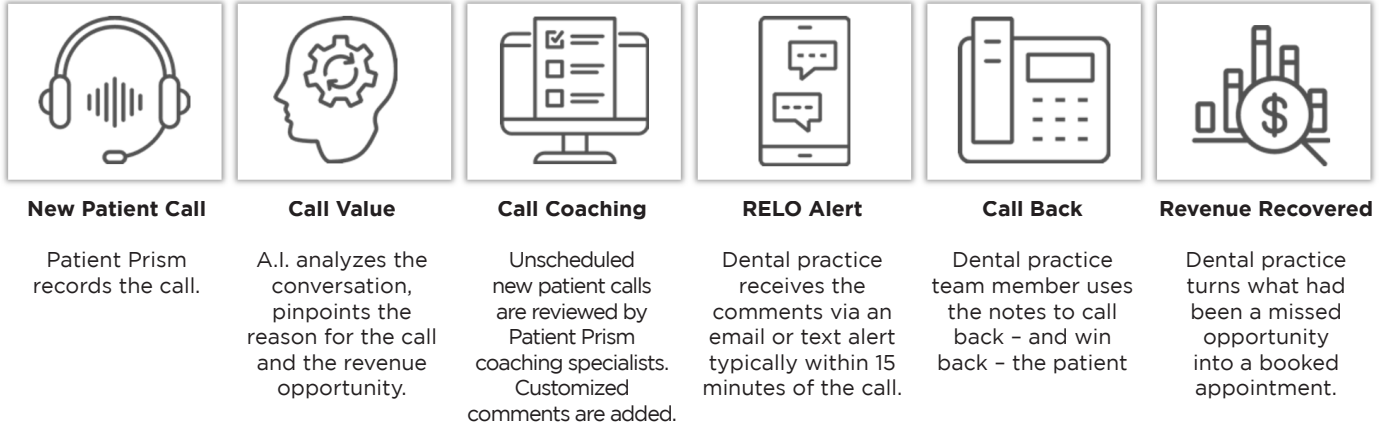 New Patient Call
Patient Prism
records the call.
Call Value
A.I. analyzes the
conversation,
pinpoints the
reason for the call
and the revenue
opportunity.
Call Coaching
Unscheduled
new patient calls
are reviewed by
Patient Prism
coaching specialists.
Customized
comments are added.
RELO Alert
Dental practice
receives the
comments via an
email or text alert
typically within 15
minutes of the call.
Call Back
Dental practice
team member uses
the notes to call
back – and win
back – the patient
Revenue Recovered
Dental practice
turns what had
been a missed
opportunity
into a booked
appointment.
$